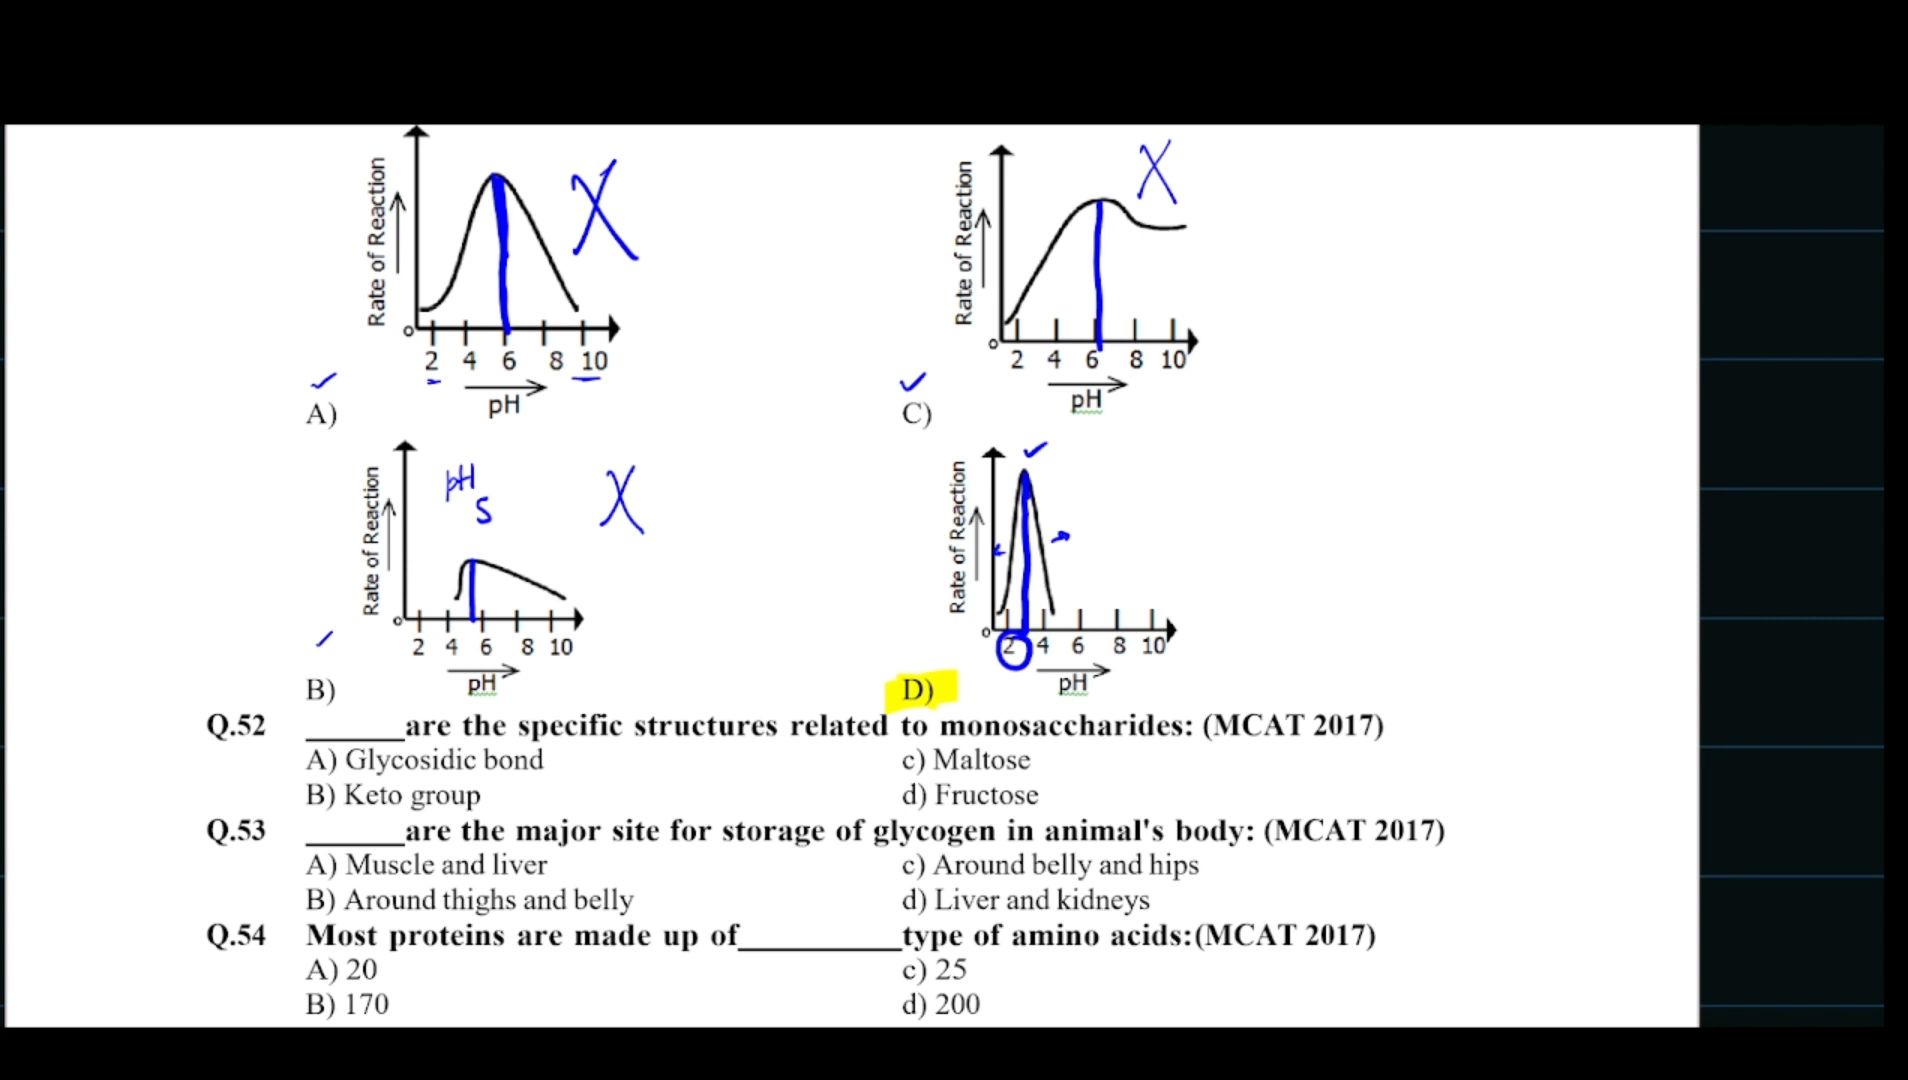 Rate of Reaction
0
2 4 6 8 10
pH
A)
X
Rate of Reaction
0
2 4 6 8 10
pH
C)
X
Rate of Reaction
pH
5
X
0
2 4 6 8 10
pH
B)
Rate of Reaction
0
2 4 6 8 10
pH
D)
Q.52 ______are the specific structures related to monosaccharides: (MCAT 2017)
A) Glycosidic bond c) Maltose
B) Keto group d) Fructose
Q.53 ______are the major site for storage of glycogen in animal's body: (MCAT 2017)
A) Muscle and liver c) Around belly and hips
B) Around thighs and belly d) Liver and kidneys
Q.54 Most proteins are made up of__________type of amino acids:(MCAT 2017)
A) 20 c) 25
B) 170 d) 200